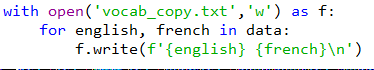 with open('vocab_copy.txt','w') as f:
    for english, french in data:
        f.write(f'{english} {french}\n')